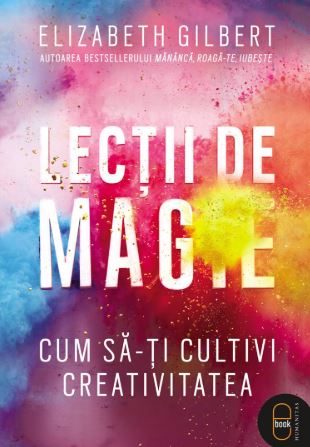 ELIZABETH GILBERT
AUTOAREA BESTSELLERULUI MĂNÂNCĂ, ROAGĂ-TE, IUBEȘTE
LECȚII DE
MAGIE
CUM SĂ-ȚI CULTIVI
CREATIVITATEA
book
HUMANITAS